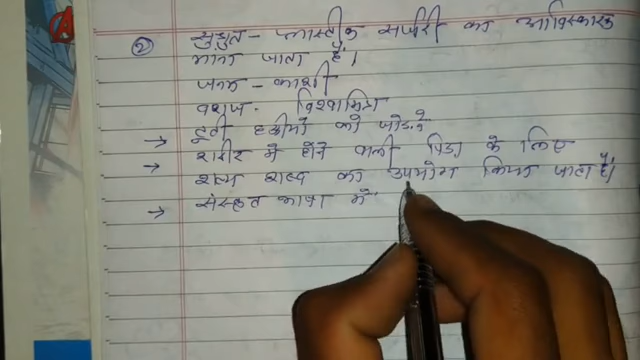 ② सुश्रुत - प्लास्टीक सर्जरी का आविस्कारक
माना जाता है।
जन्म - काशी
वंशज - विश्वामित्र
→ टूटी हड्डीयों को जोड़ने
→ शरीर में होने वाली पिडा के लिए
शल्य शब्द का उपयोग किया जाता है।
→ संस्कृत भाषा में